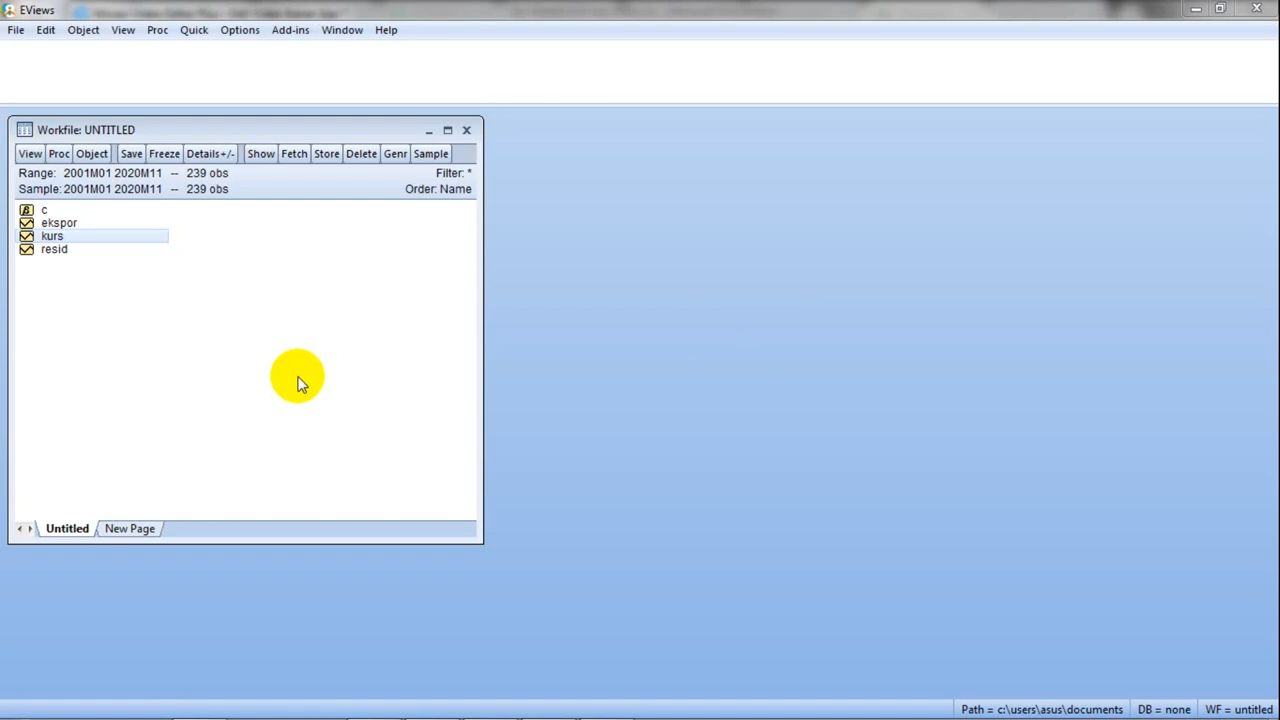 EViews
File Edit Object View Proc Quick Options Add-ins Window Help
Workfile: UNTITLED
View Proc Object Save Freeze Details+/- Show Fetch Store Delete Genr Sample
Range: 2001M01 2020M11 -- 239 obs Filter: *
Sample: 2001M01 2020M11 -- 239 obs Order: Name
β c
ekspor
kurs
resid
Untitled New Page
Path = c:\users\asus\documents DB = none WF = untitled